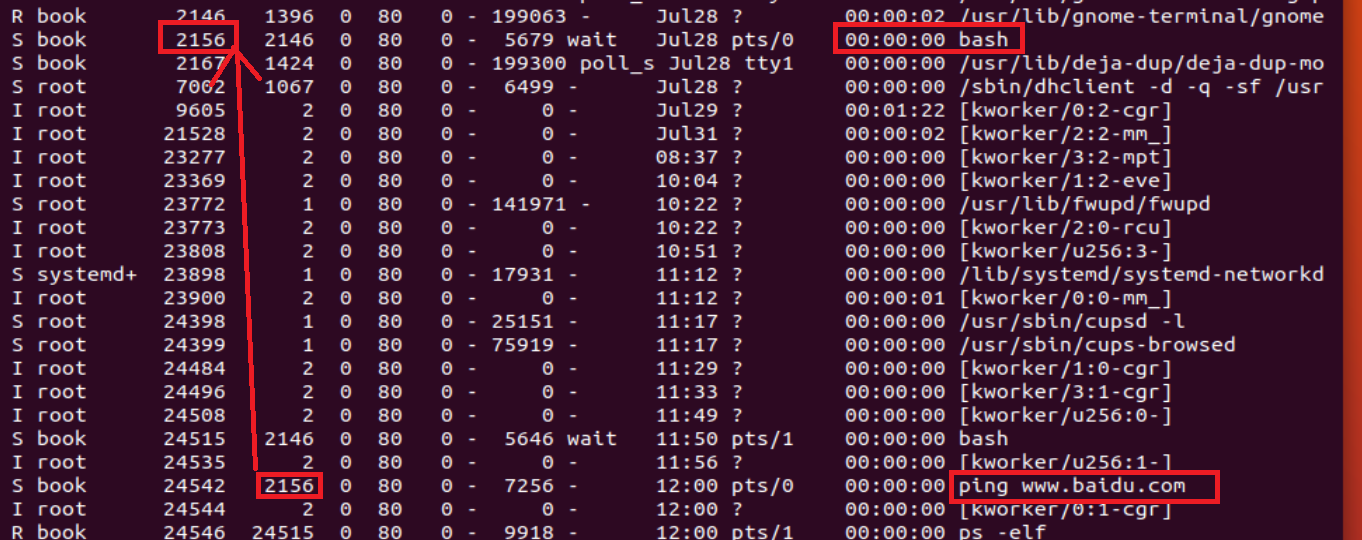 R book 2146 1396 0 80 0 - 199063 - Jul28 ? 00:00:02 /usr/lib/gnome-terminal/gnome
S book 2156 2146 0 80 0 - 5679 wait Jul28 pts/0 00:00:00 bash
S book 2167 1424 0 80 0 - 199300 poll_s Jul28 tty1 00:00:00 /usr/lib/deja-dup/deja-dup-mo
S root 7002 1067 0 80 0 - 6499 - Jul28 ? 00:00:00 /sbin/dhclient -d -q -sf /usr
I root 9605 2 0 80 0 - 0 - Jul29 ? 00:01:22 [kworker/0:2-cgr]
I root 21528 2 0 80 0 - 0 - Jul31 ? 00:00:02 [kworker/2:2-mm_]
I root 23277 2 0 80 0 - 0 - 08:37 ? 00:00:00 [kworker/3:2-mpt]
I root 23369 2 0 80 0 - 0 - 10:04 ? 00:00:00 [kworker/1:2-eve]
S root 23772 1 0 80 0 - 141971 - 10:22 ? 00:00:00 /usr/lib/fwupd/fwupd
I root 23773 2 0 80 0 - 0 - 10:22 ? 00:00:00 [kworker/2:0-rcu]
I root 23808 2 0 80 0 - 0 - 10:51 ? 00:00:00 [kworker/u256:3-]
S systemd+ 23898 1 0 80 0 - 17931 - 11:12 ? 00:00:00 /lib/systemd/systemd-networkd
I root 23900 2 0 80 0 - 0 - 11:12 ? 00:00:01 [kworker/0:0-mm_]
S root 24398 1 0 80 0 - 25151 - 11:17 ? 00:00:00 /usr/sbin/cupsd -l
S root 24399 1 0 80 0 - 75919 - 11:17 ? 00:00:00 /usr/sbin/cups-browsed
I root 24484 2 0 80 0 - 0 - 11:29 ? 00:00:00 [kworker/1:0-cgr]
I root 24496 2 0 80 0 - 0 - 11:33 ? 00:00:00 [kworker/3:1-cgr]
I root 24508 2 0 80 0 - 0 - 11:49 ? 00:00:00 [kworker/u256:0-]
S book 24515 2146 0 80 0 - 5646 wait 11:50 pts/1 00:00:00 bash
I root 24535 2 0 80 0 - 0 - 11:56 ? 00:00:00 [kworker/u256:1-]
S book 24542 2156 0 80 0 - 7256 - 12:00 pts/0 00:00:00 ping www.baidu.com
I root 24544 2 0 80 0 - 0 - 12:00 ? 00:00:00 [kworker/0:1-cgr]
R book 24546 24515 0 80 0 - 9918 - 12:00 pts/1 00:00:00 ps -elf